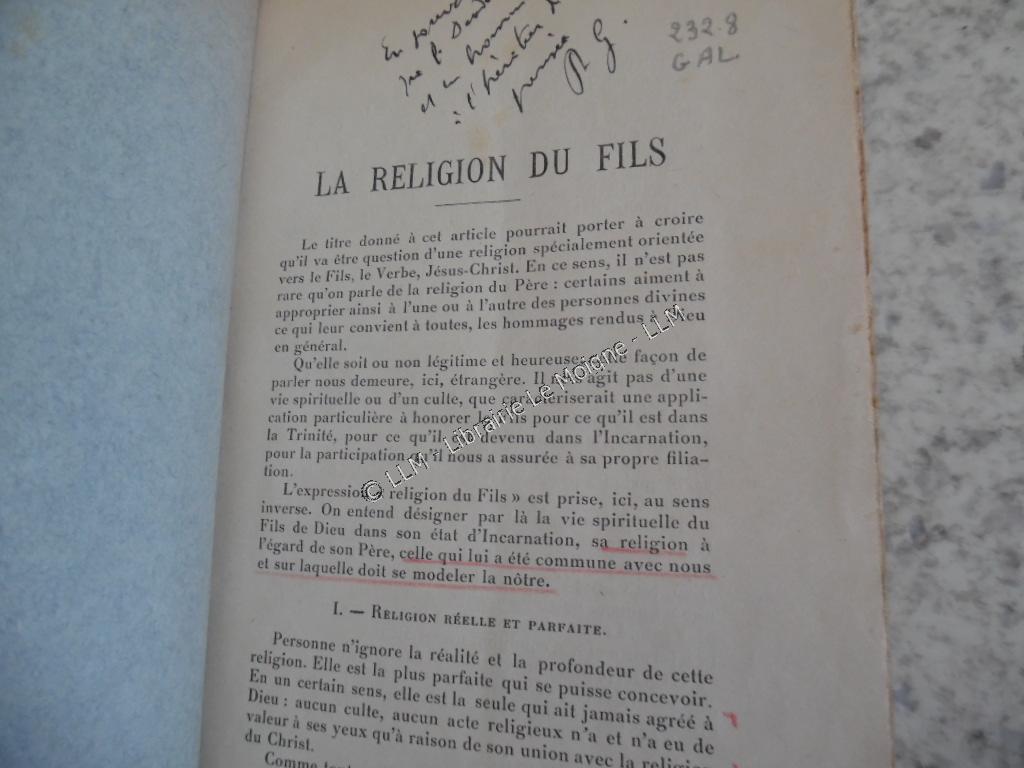 En
et en
à l'héritier
R G.
232.8
GAL
LA RELIGION DU FILS
Le titre donné à cet article pourrait porter à croire
qu'il va être question d'une religion spécialement orientée
vers le Fils, le Verbe, Jésus-Christ. En ce sens, il n'est pas
rare qu'on parle de la religion du Père : certains aiment à
approprier ainsi à l'une ou à l'autre des personnes divines
ce qui leur convient à toutes, les hommages rendus à Dieu
en général.
Qu'elle soit ou non légitime et heureuse, façon de
parler nous demeure, ici, étrangère. Il ne s'agit pas d'une
vie spirituelle ou d'un culte, que caractériserait une appli-
cation particulière à honorer le Fils pour ce qu'il est dans
la Trinité, pour ce qu'il est devenu dans l'Incarnation,
pour la participation qu'il nous a assurée à sa propre filia-
tion.
L'expression « religion du Fils » est prise, ici, au sens
inverse. On entend désigner par là la vie spirituelle du
Fils de Dieu dans son état d'Incarnation, sa religion à
l'égard de son Père, celle qui lui a été commune avec nous
et sur laquelle doit se modeler la nôtre.
I. — RELIGION RÉELLE ET PARFAITE.
Personne n'ignore la réalité et la profondeur de cette
religion. Elle est la plus parfaite qui se puisse concevoir.
En un certain sens, elle est la seule qui ait jamais agréé à
Dieu : aucun culte, aucun acte religieux n'a et n'a eu de
valeur à ses yeux qu'à raison de son union avec la religion
du Christ.
Comme
© LLM - Librairie Le Moigne - LLM